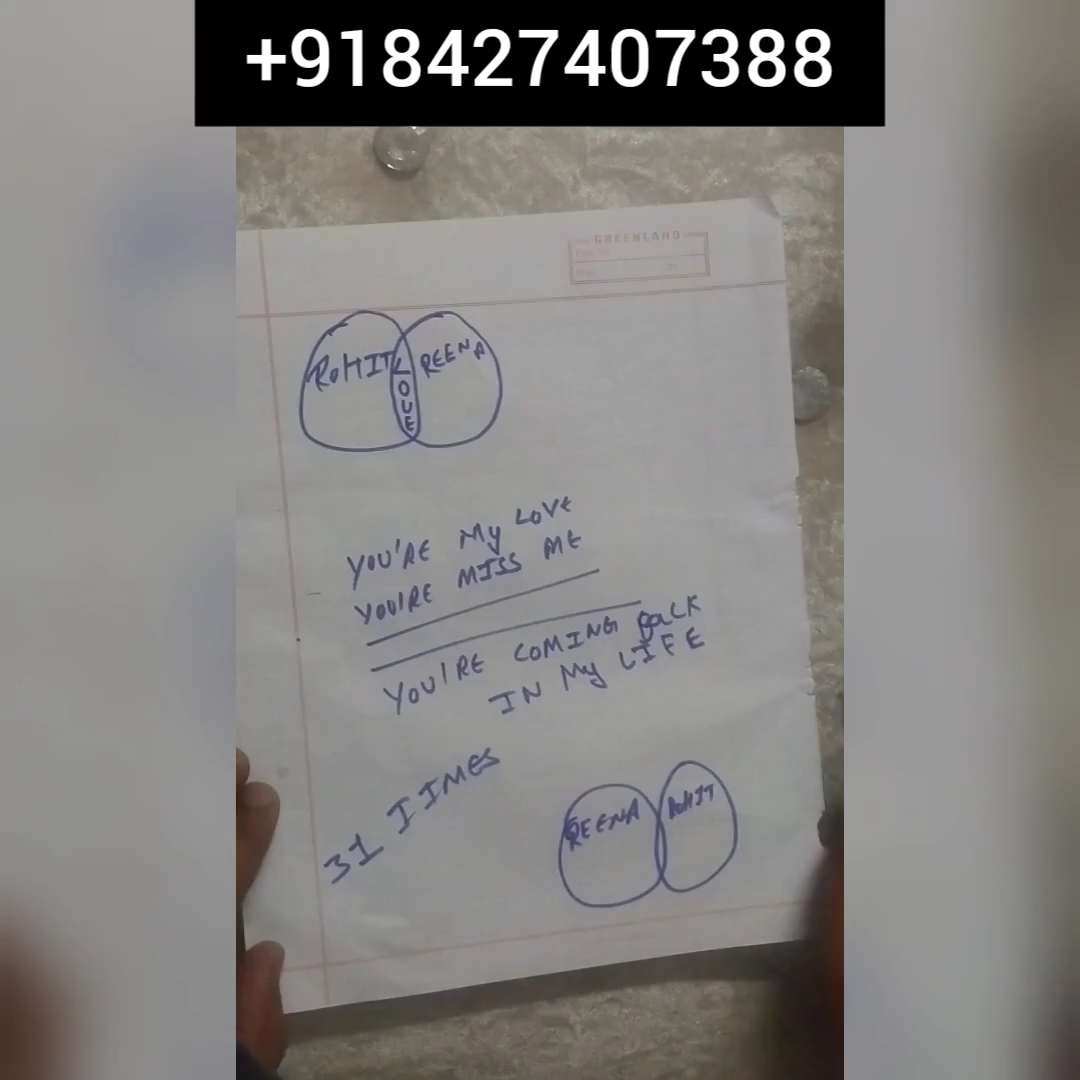 +918427407388
GREENLAND
ROHIT LOVE REENA
YOU'RE My LOVE
YOU'RE MISS ME
YOU'RE COMING BACK
IN My LIFE
31 TIMES
REENA ROHIT